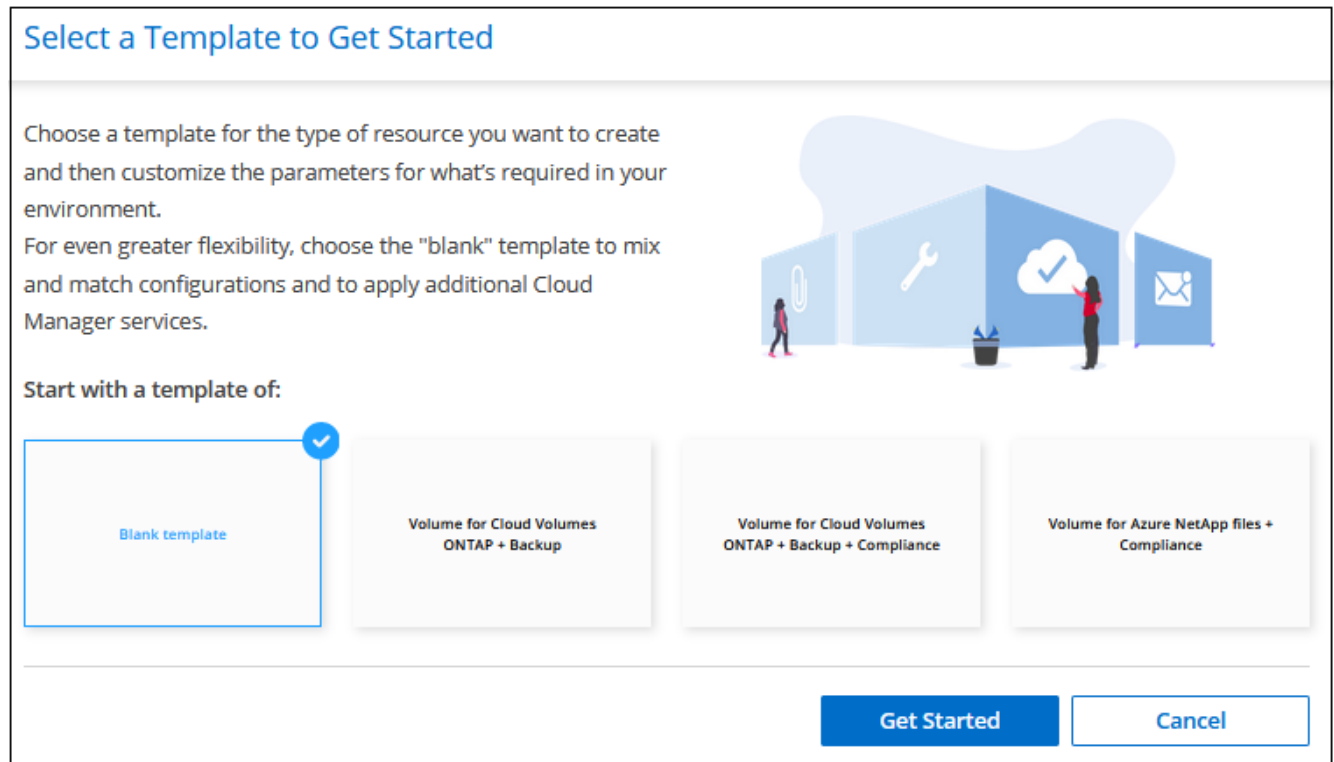 Select a Template to Get Started
Choose a template for the type of resource you want to create
and then customize the parameters for what's required in your
environment.
For even greater flexibility, choose the "blank" template to mix
and match configurations and to apply additional Cloud
Manager services.
Start with a template of:
Blank template
Volume for Cloud Volumes
ONTAP + Backup
Volume for Cloud Volumes
ONTAP + Backup + Compliance
Volume for Azure NetApp files +
Compliance
Get Started
Cancel